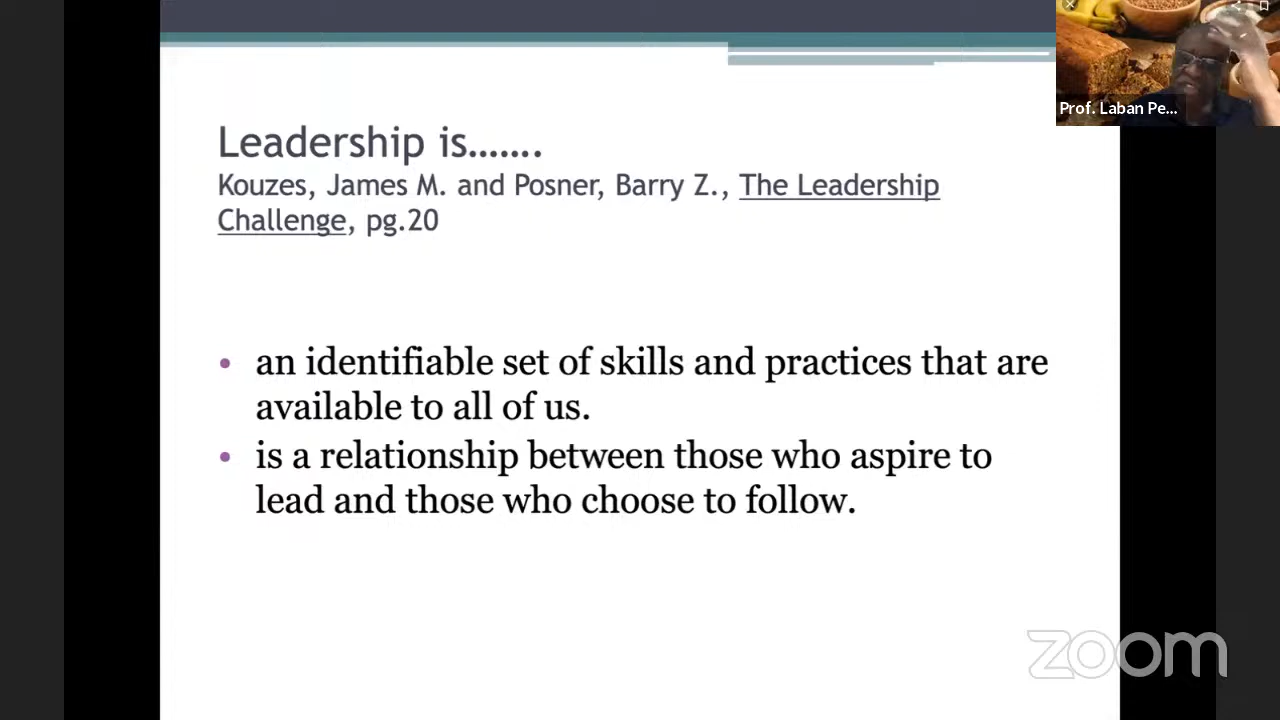 Leadership is.......
Kouzes, James M. and Posner, Barry Z., The Leadership
Challenge, pg.20
an identifiable set of skills and practices that are
available to all of us.
is a relationship between those who aspire to
lead and those who choose to follow.
Prof. Laban Pe...
zoom